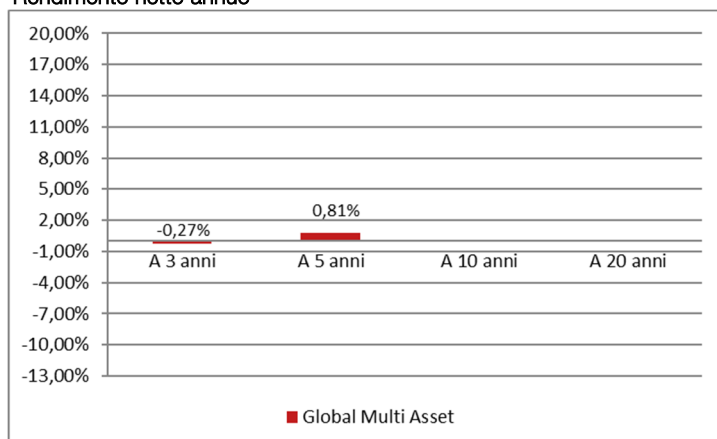 Rendimento netto annuo
20,00%
17,00%
14,00%
11,00%
8,00%
5,00%
2,00%
-1,00%
-4,00%
-7,00%
-10,00%
-13,00%
-0,27%
0,81%
A 3 anni
A 5 anni
A 10 anni
A 20 anni
Global Multi Asset